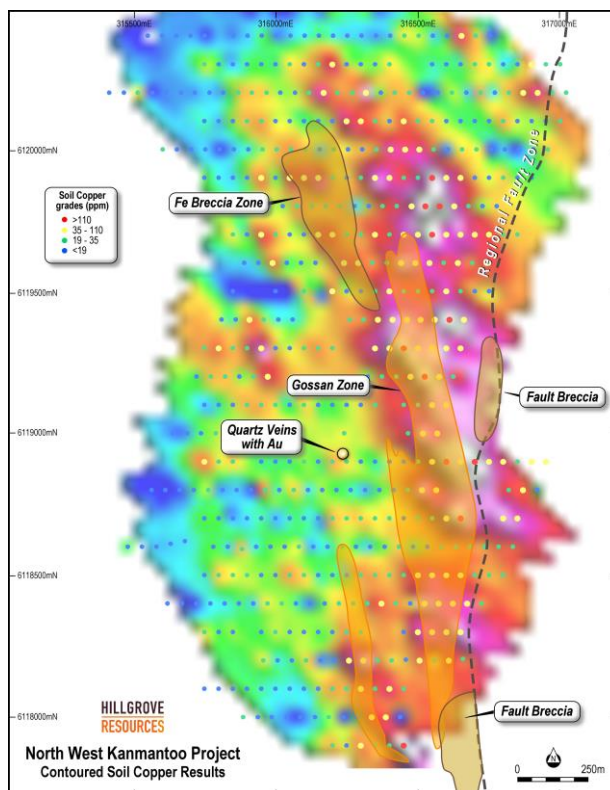 315500mE
316000mE
316500mE
317000mE
6120000mN
Soil Copper
grades (ppm)
>110
35 - 110
19 - 35
<19
Fe Breccia Zone
Regional Fault Zone
6119500mN
Gossan Zone
Fault Breccia
6119000mN
Quartz Veins
with Au
6118500mN
6118000mN
HILLGROVE
RESOURCES
Fault Breccia
North West Kanmantoo Project
Contoured Soil Copper Results
N
0
250m